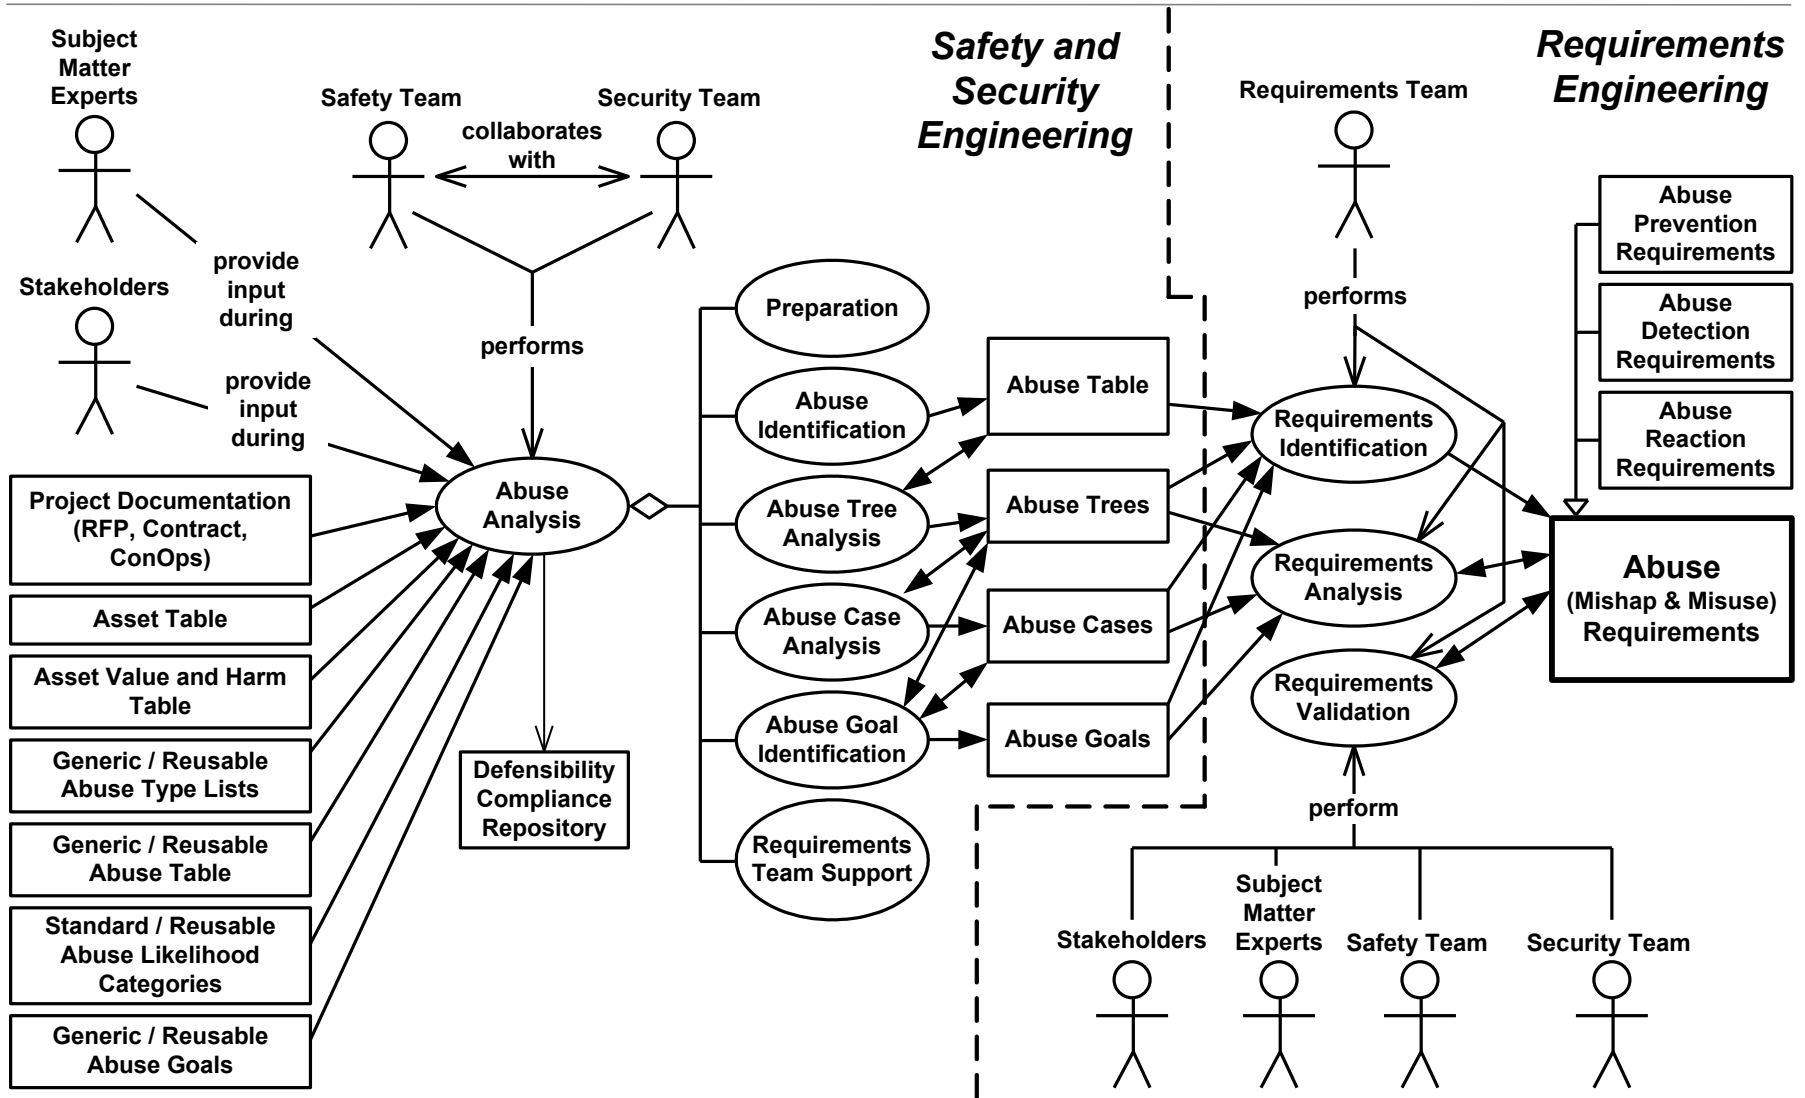 Safety and
Security
Engineering
Requirements
Engineering
Subject
Matter
Experts
Safety Team
Security Team
collaborates
with
Requirements Team
Stakeholders
provide
input
during
provide
input
during
performs
performs
Project Documentation
(RFP, Contract,
ConOps)
Asset Table
Asset Value and Harm
Table
Generic / Reusable
Abuse Type Lists
Generic / Reusable
Abuse Table
Standard / Reusable
Abuse Likelihood
Categories
Generic / Reusable
Abuse Goals
Abuse
Analysis
Defensibility
Compliance
Repository
Preparation
Abuse
Identification
Abuse Tree
Analysis
Abuse Case
Analysis
Abuse Goal
Identification
Requirements
Team Support
Abuse Table
Abuse Trees
Abuse Cases
Abuse Goals
Requirements
Identification
Requirements
Analysis
Requirements
Validation
Abuse
Prevention
Requirements
Abuse
Detection
Requirements
Abuse
Reaction
Requirements
Abuse
(Mishap & Misuse)
Requirements
perform
Stakeholders
Subject
Matter
Experts
Safety Team
Security Team